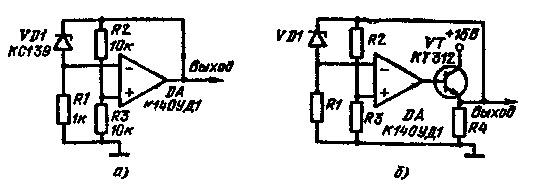 VD1
КС139
R2
10к
Выход
DA
К140УД1
R1
1к
R3
10к
а)
VD1
R2
VT
КТ312
+15В
R1
DA
К140УД1
R3
Выход
R4
б)